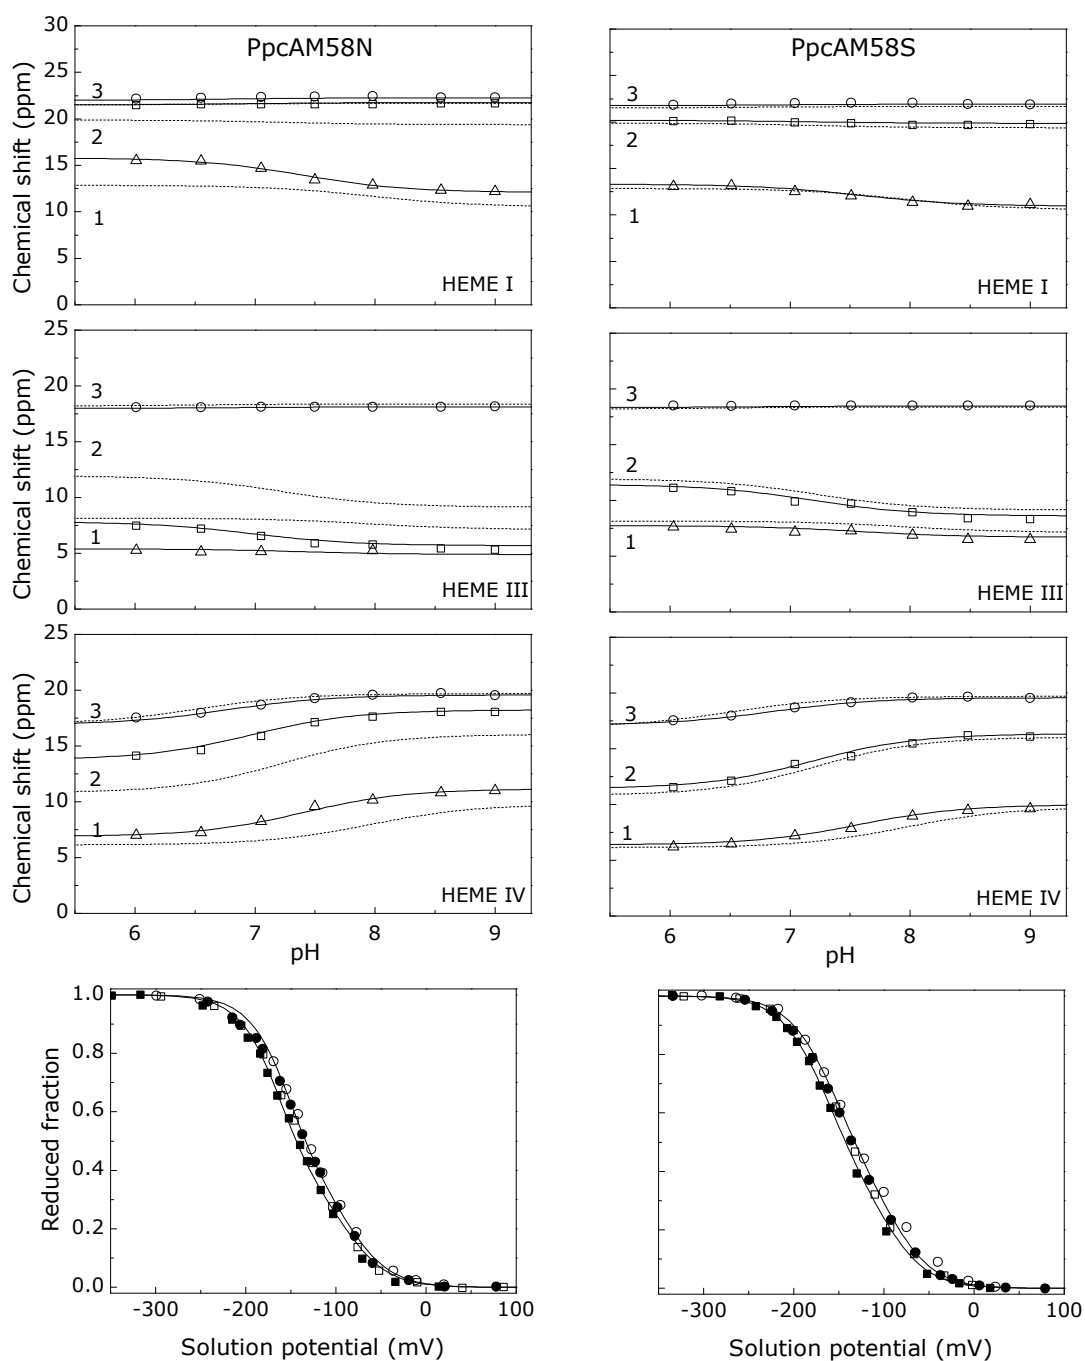 PpcAM58N
PpcAM58S
Chemical shift (ppm)
30
25
20
15
10
5
0
3
2
1
HEME I
3
2
1
HEME I
Chemical shift (ppm)
25
20
15
10
5
0
3
2
1
HEME III
3
2
1
HEME III
Chemical shift (ppm)
25
20
15
10
5
0
3
2
1
HEME IV
3
2
1
HEME IV
6 7 8 9
pH
6 7 8 9
pH
Reduced fraction
1.0
0.8
0.6
0.4
0.2
0.0
-300 -200 -100 0 100
Solution potential (mV)
-300 -200 -100 0 100
Solution potential (mV)